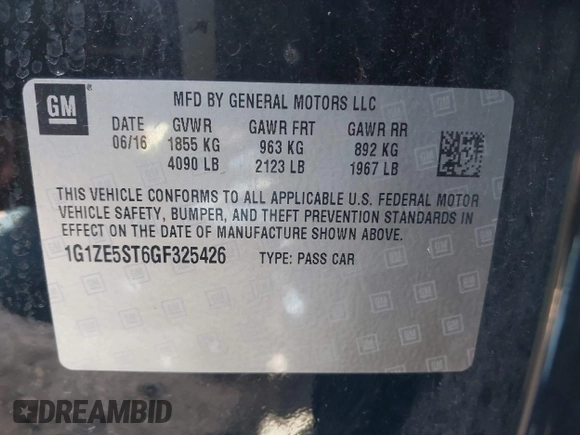 GM
MFD BY GENERAL MOTORS LLC
DATE GVWR GAWR FRT GAWR RR
06/16 1855 KG 963 KG 892 KG
4090 LB 2123 LB 1967 LB
THIS VEHICLE CONFORMS TO ALL APPLICABLE U.S. FEDERAL MOTOR
VEHICLE SAFETY, BUMPER, AND THEFT PREVENTION STANDARDS IN
EFFECT ON THE DATE OF MANUFACTURE SHOWN ABOVE.
1G1ZE5ST6GF325426 TYPE: PASS CAR
DREAMBID